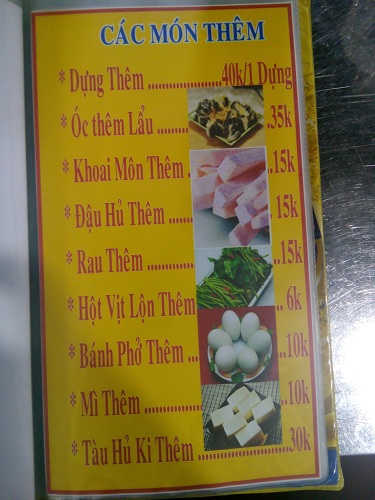 CÁC MÓN THÊM
* Dựng Thêm ................40k/1 Dựng
* Óc thêm Lẩu .........35k
* Khoai Môn Thêm ...15k
* Đậu Hủ Thêm ........15k
* Rau Thêm ..............15k
* Hột Vịt Lộn Thêm .. 6k
* Bánh Phở Thêm .....10k
* Mì Thêm .................10k
* Tàu Hủ Ki Thêm ......30k